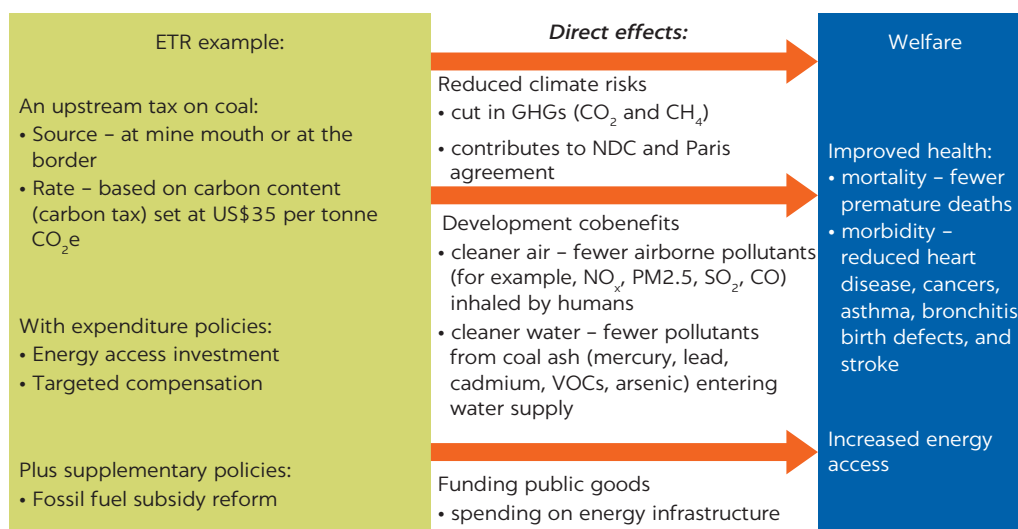 ETR example:
An upstream tax on coal:
• Source – at mine mouth or at the
border
• Rate – based on carbon content
(carbon tax) set at US$35 per tonne
CO₂e
With expenditure policies:
• Energy access investment
• Targeted compensation
Plus supplementary policies:
• Fossil fuel subsidy reform
Direct effects:
Reduced climate risks
• cut in GHGs (CO₂ and CH₄)
• contributes to NDC and Paris
agreement
Development cobenefits
• cleaner air – fewer airborne pollutants
(for example, NOₓ, PM2.5, SO₂, CO)
inhaled by humans
• cleaner water – fewer pollutants
from coal ash (mercury, lead,
cadmium, VOCs, arsenic) entering
water supply
Funding public goods
• spending on energy infrastructure
Welfare
Improved health:
• mortality – fewer
premature deaths
• morbidity –
reduced heart
disease, cancers,
asthma, bronchitis
birth defects, and
stroke
Increased energy
access